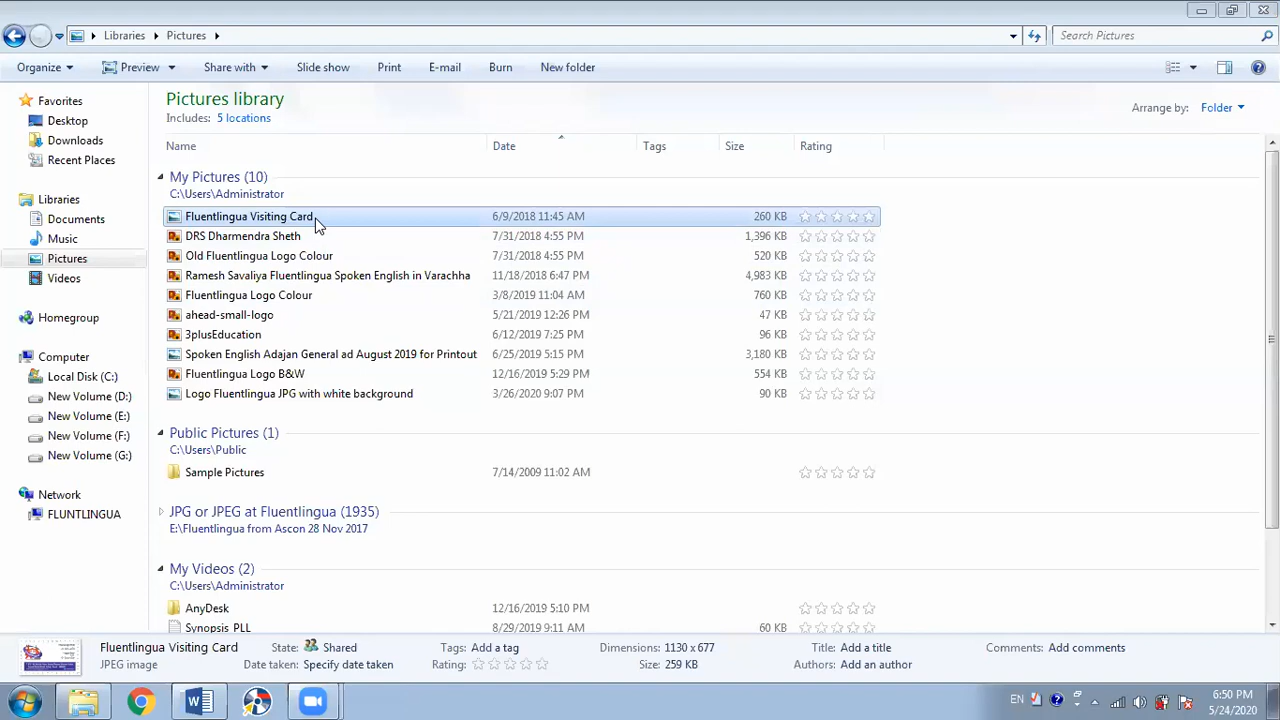 Libraries Pictures Search Pictures
Organize Preview Share with Slide show Print E-mail Burn New folder
Favorites
Desktop
Downloads
Recent Places
Libraries
Documents
Music
Pictures
Videos
Homegroup
Computer
Local Disk (C:)
New Volume (D:)
New Volume (E:)
New Volume (F:)
New Volume (G:)
Network
FLUNTLINGUA
Pictures library
Includes: 5 locations
Arrange by: Folder
Name Date Tags Size Rating
My Pictures (10)
C:\Users\Administrator
Fluentlingua Visiting Card 6/9/2018 11:45 AM 260 KB
DRS Dharmendra Sheth 7/31/2018 4:55 PM 1,396 KB
Old Fluentlingua Logo Colour 7/31/2018 4:55 PM 520 KB
Ramesh Savaliya Fluentlingua Spoken English in Varachha 11/18/2018 6:47 PM 4,983 KB
Fluentlingua Logo Colour 3/8/2019 11:04 AM 760 KB
ahead-small-logo 5/21/2019 12:26 PM 47 KB
3plusEducation 6/12/2019 7:25 PM 96 KB
Spoken English Adajan General ad August 2019 for Printout 6/25/2019 5:15 PM 3,180 KB
Fluentlingua Logo B&W 12/16/2019 5:29 PM 554 KB
Logo Fluentlingua JPG with white background 3/26/2020 9:07 PM 90 KB
Public Pictures (1)
C:\Users\Public
Sample Pictures 7/14/2009 11:02 AM
JPG or JPEG at Fluentlingua (1935)
E:\Fluentlingua from Ascon 28 Nov 2017
My Videos (2)
C:\Users\Administrator
AnyDesk 12/16/2019 5:10 PM
Synopsis_PLL 8/23/2019 9:11 AM 60 KB
Fluentlingua Visiting Card State: Shared Tags: Add a tag Dimensions: 1130 x 677 Title: Add a title Comments: Add comments
JPEG image Date taken: Specify date taken Rating: Size: 259 KB Authors: Add an author
EN 6:50 PM
5/24/2020